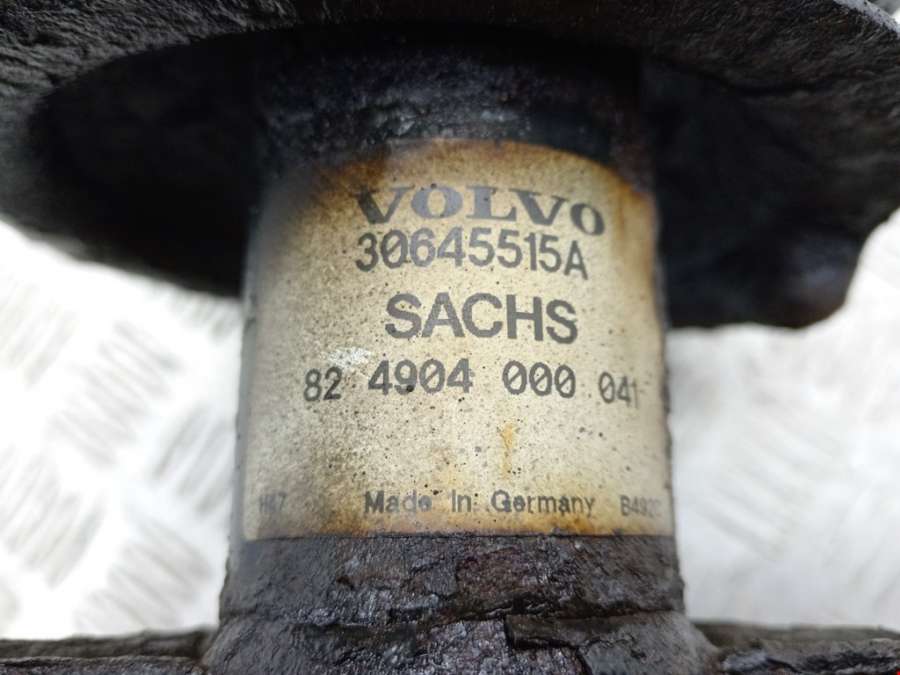 VOLVO
30645515A
SACHS
82 4904 000 041
Made In Germany